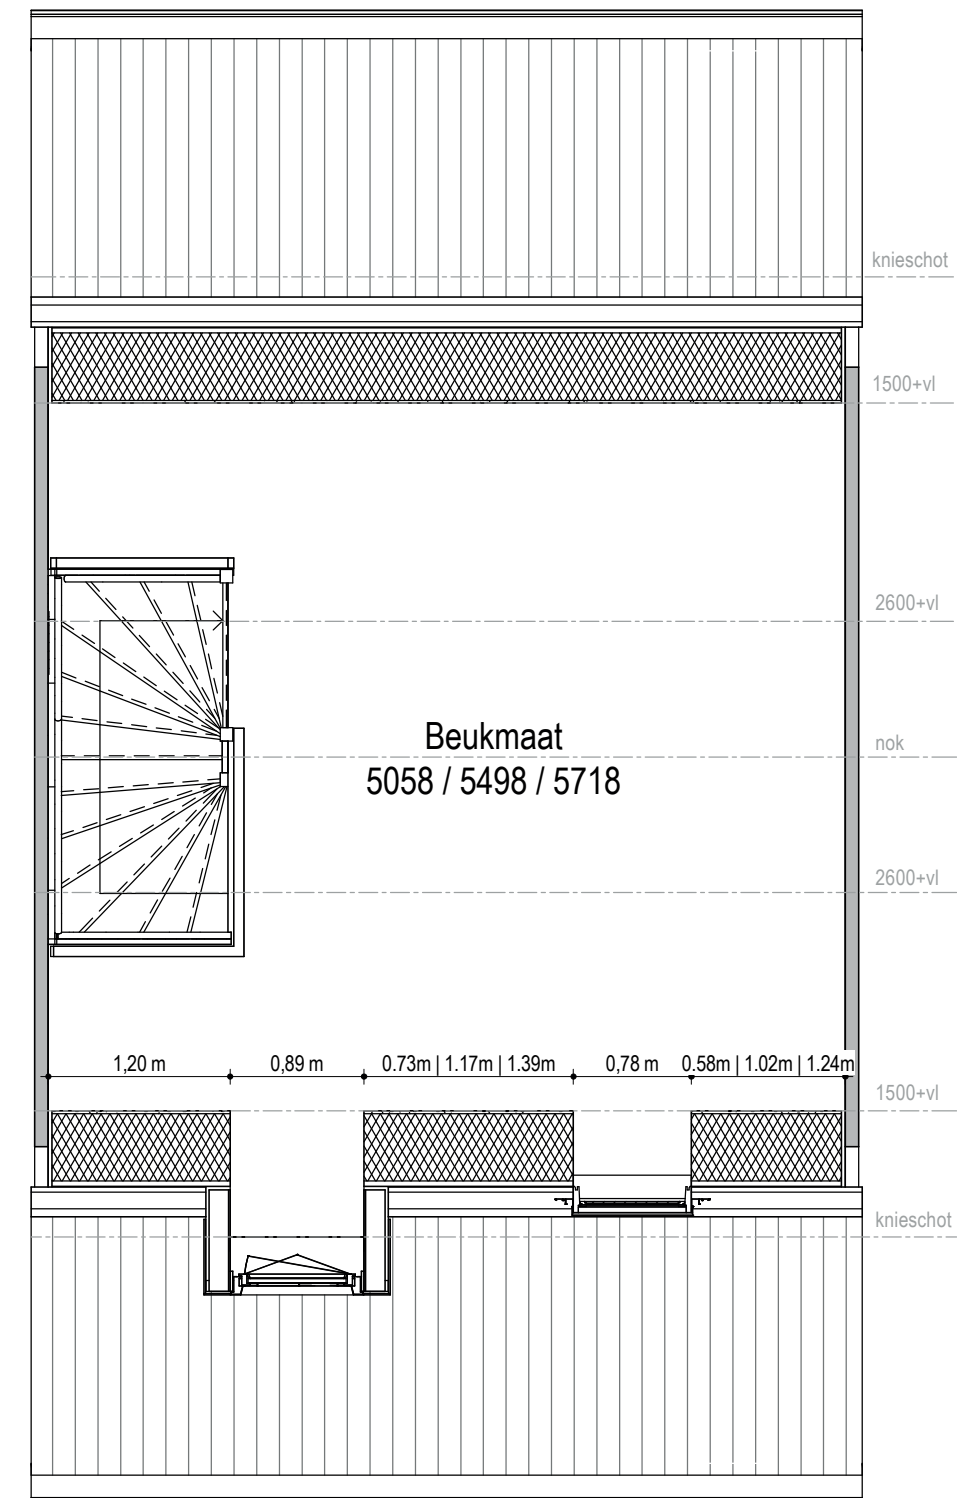 knieschot
1500+vl
2600+vl
Beukmaat
nok
5058 / 5498 / 5718
2600+vl
1,20 m 0,89 m 0.73m | 1.17m | 1.39m 0,78 m 0.58m | 1.02m | 1.24m
1500+vl
knieschot